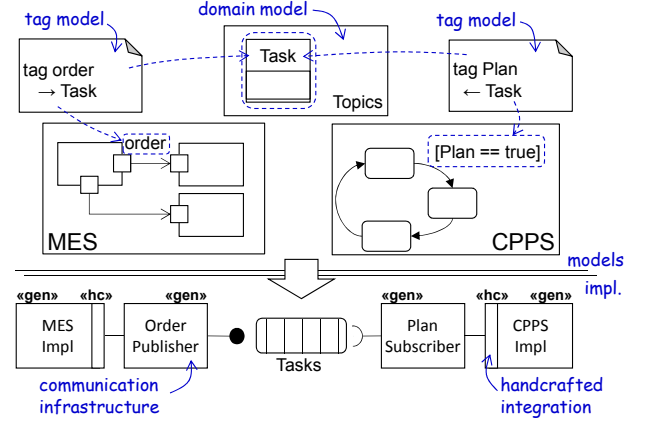 tag model
domain model
tag model
tag order
→ Task
Task
Topics
tag Plan
← Task
order
MES
[Plan == true]
CPPS
models
impl.
«gen»
«hc»
«gen»
«gen»
«hc»
«gen»
MES
Impl
Order
Publisher
Tasks
Plan
Subscriber
CPPS
Impl
communication
infrastructure
handcrafted
integration